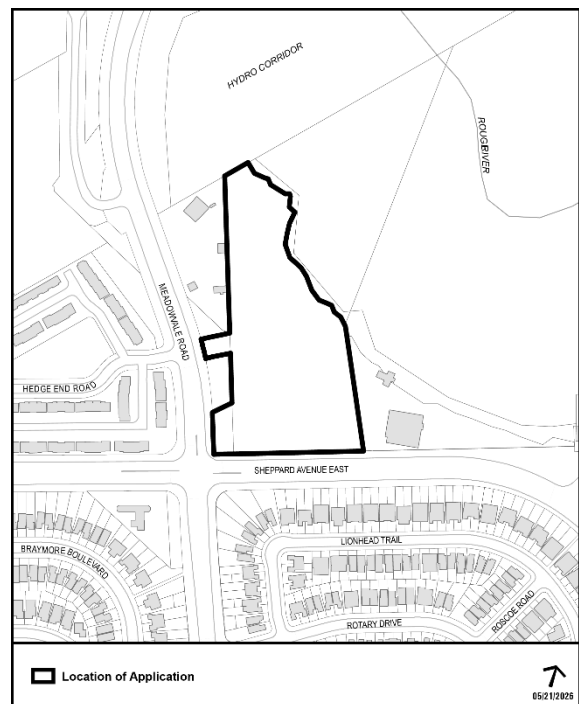 HYDRO CORRIDOR
ROUGE RIVER
MEADOWVALE ROAD
HEDGE END ROAD
SHEPPARD AVENUE EAST
LIONHEAD TRAIL
BRAYMORE BOULEVARD
ROTARY DRIVE
ROSCOE ROAD
Location of Application
05/21/2026